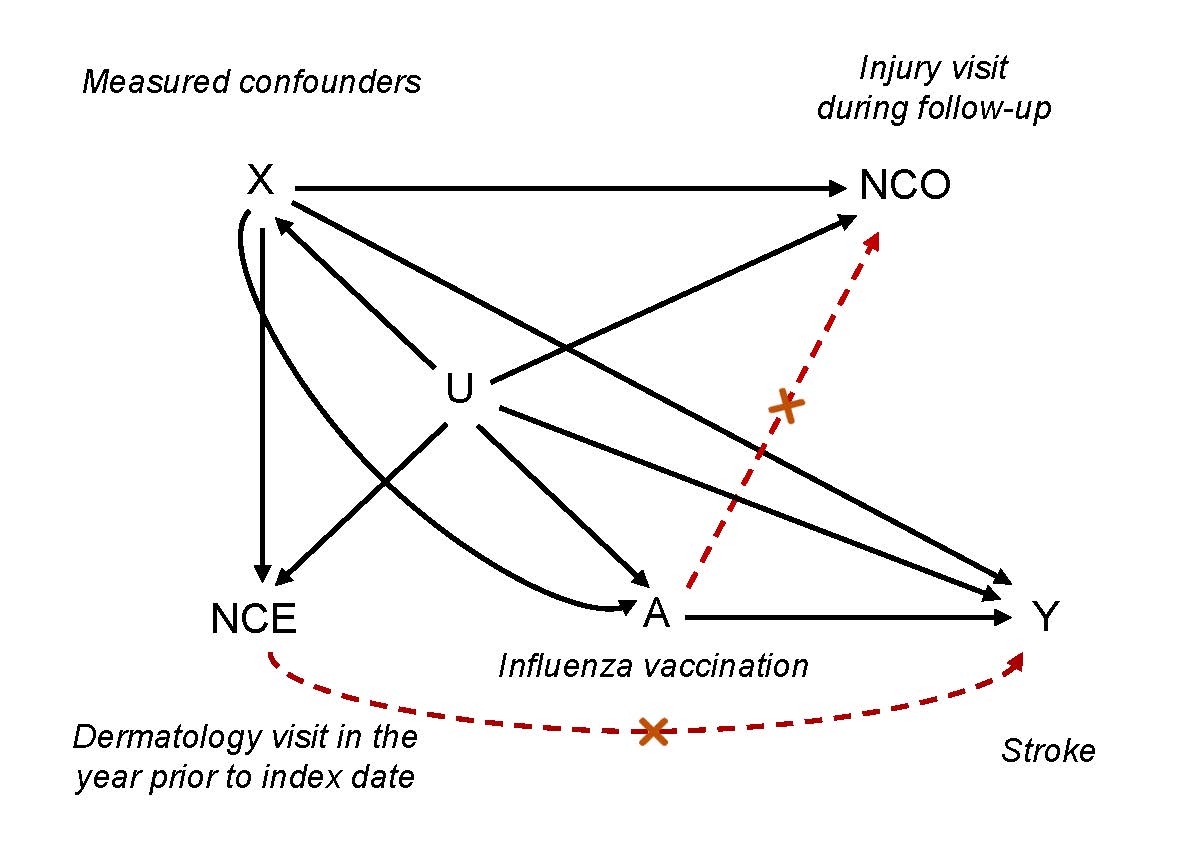 Measured confounders
Injury visit
during follow-up
X
NCO
U
NCE
A
Y
Influenza vaccination
Dermatology visit in the
year prior to index date
Stroke